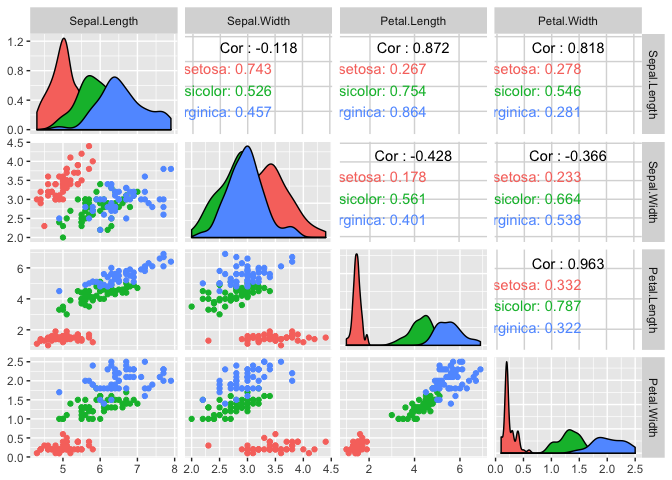 Sepal.Length Sepal.Width Petal.Length Petal.Width
1.2
0.8
0.4
0.0
Cor : -0.118
setosa: 0.743
sicolor: 0.526
rginica: 0.457
Cor : 0.872
setosa: 0.267
sicolor: 0.754
rginica: 0.864
Cor : 0.818
setosa: 0.278
sicolor: 0.546
rginica: 0.281
Sepal.Length
4.5
4.0
3.5
3.0
2.5
2.0
Cor : -0.428
setosa: 0.178
sicolor: 0.561
rginica: 0.401
Cor : -0.366
setosa: 0.233
sicolor: 0.664
rginica: 0.538
Sepal.Width
6
4
2
Cor : 0.963
setosa: 0.332
sicolor: 0.787
rginica: 0.322
Petal.Length
2.5
2.0
1.5
1.0
0.5
0.0
Petal.Width
5 6 7 8 2.0 2.5 3.0 3.5 4.0 4.5 2 4 6 0.0 0.5 1.0 1.5 2.0 2.5